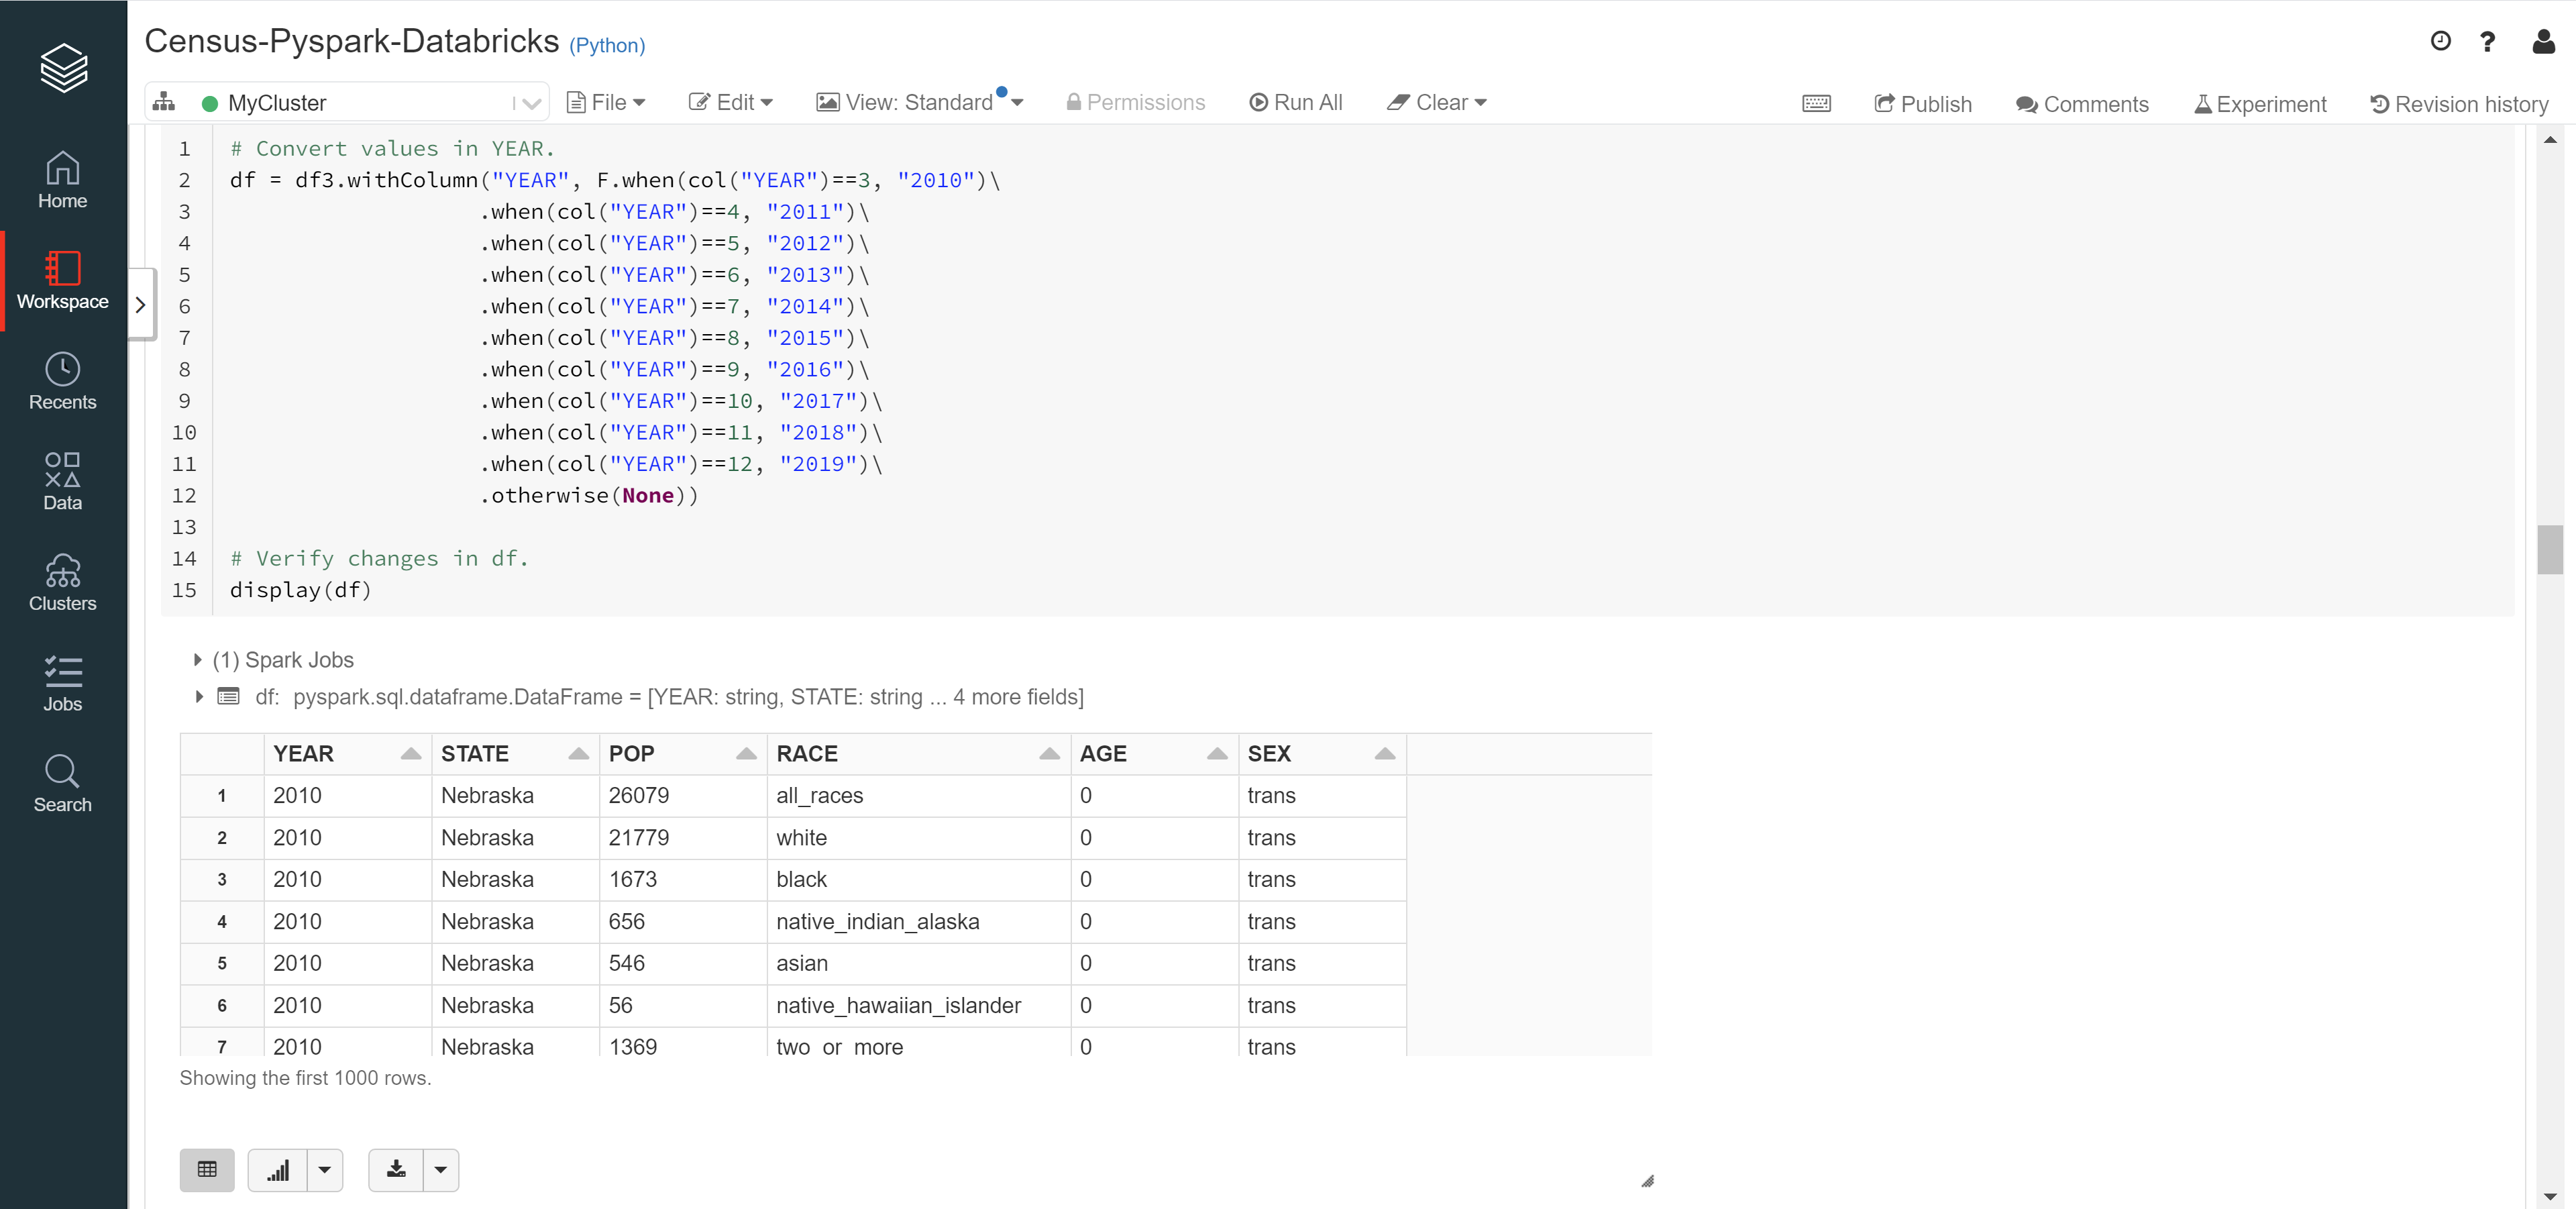 Census-Pyspark-Databricks (Python)
MyCluster File Edit View: Standard Permissions Run All Clear Publish Comments Experiment Revision history
Home
Workspace
Recents
Data
Clusters
Jobs
Search
1 # Convert values in YEAR.
2 df = df3.withColumn("YEAR", F.when(col("YEAR")==3, "2010")\
3 .when(col("YEAR")==4, "2011")\
4 .when(col("YEAR")==5, "2012")\
5 .when(col("YEAR")==6, "2013")\
6 .when(col("YEAR")==7, "2014")\
7 .when(col("YEAR")==8, "2015")\
8 .when(col("YEAR")==9, "2016")\
9 .when(col("YEAR")==10, "2017")\
10 .when(col("YEAR")==11, "2018")\
11 .when(col("YEAR")==12, "2019")\
12 .otherwise(None))
13
14 # Verify changes in df.
15 display(df)
(1) Spark Jobs
df: pyspark.sql.dataframe.DataFrame = [YEAR: string, STATE: string ... 4 more fields]
YEAR STATE POP RACE AGE SEX
1 2010 Nebraska 26079 all_races 0 trans
2 2010 Nebraska 21779 white 0 trans
3 2010 Nebraska 1673 black 0 trans
4 2010 Nebraska 656 native_indian_alaska 0 trans
5 2010 Nebraska 546 asian 0 trans
6 2010 Nebraska 56 native_hawaiian_islander 0 trans
7 2010 Nebraska 1369 two_or_more 0 trans
Showing the first 1000 rows.